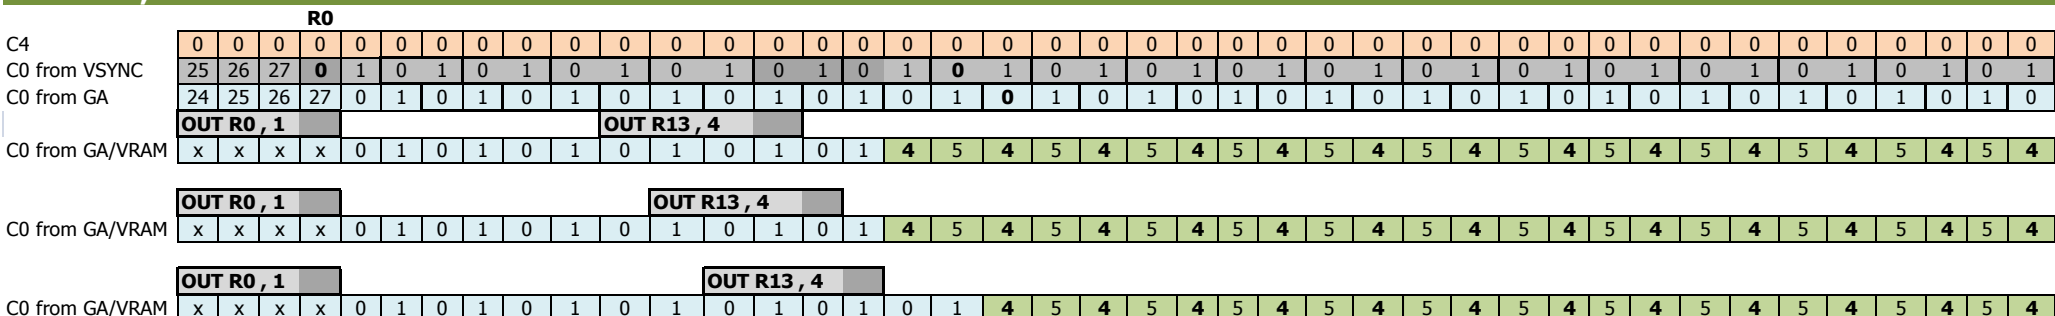 R0
C4 0 0 0 0 0 0 0 0 0 0 0 0 0 0 0 0 0 0 0 0 0 0 0 0 0 0 0 0 0 0 0 0 0 0 0 0 0 0 0 0 0
C0 from VSYNC 25 26 27 0 1 0 1 0 1 0 1 0 1 0 1 0 1 0 1 0 1 0 1 0 1 0 1 0 1 0 1 0 1 0 1 0 1 0 1 0 1
C0 from GA 24 25 26 27 0 1 0 1 0 1 0 1 0 1 0 1 0 1 0 1 0 1 0 1 0 1 0 1 0 1 0 1 0 1 0 1 0 1 0 1 0
OUT R0 , 1 OUT R13 , 4
C0 from GA/VRAM x x x x 0 1 0 1 0 1 0 1 0 1 0 1 4 5 4 5 4 5 4 5 4 5 4 5 4 5 4 5 4 5 4 5 4 5 4 5 4
OUT R0 , 1 OUT R13 , 4
C0 from GA/VRAM x x x x 0 1 0 1 0 1 0 1 0 1 0 1 4 5 4 5 4 5 4 5 4 5 4 5 4 5 4 5 4 5 4 5 4 5 4 5 4
OUT R0 , 1 OUT R13 , 4
C0 from GA/VRAM x x x x 0 1 0 1 0 1 0 1 0 1 0 1 0 1 4 5 4 5 4 5 4 5 4 5 4 5 4 5 4 5 4 5 4 5 4 5 4